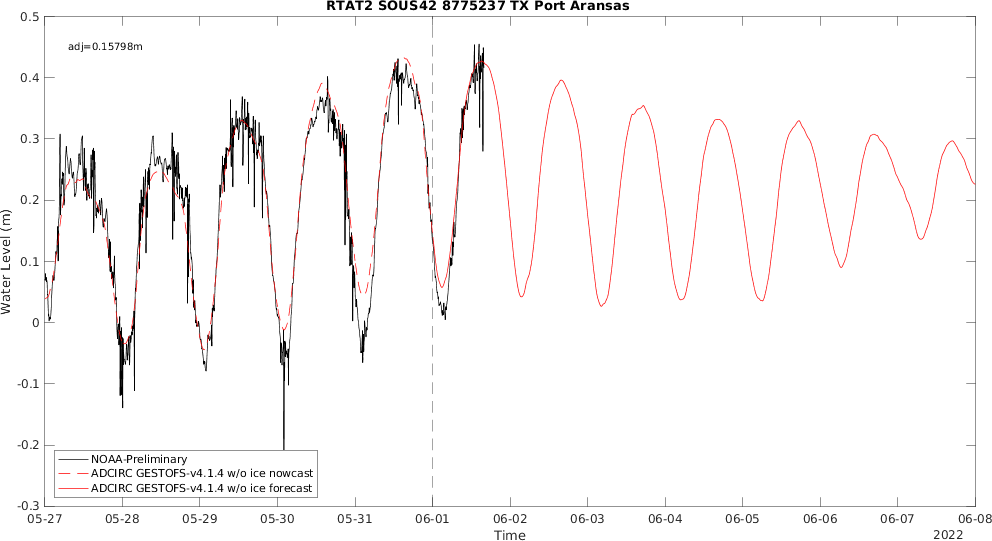 RTAT2 SOUS42 8775237 TX Port Aransas
adj=0.15798m
Water Level (m)
0.5
0.4
0.3
0.2
0.1
0
-0.1
-0.2
-0.3
NOAA-Preliminary
ADCIRC GESTOFS-v4.1.4 w/o ice nowcast
ADCIRC GESTOFS-v4.1.4 w/o ice forecast
05-27 05-28 05-29 05-30 05-31 06-01 06-02 06-03 06-04 06-05 06-06 06-07 06-08
Time
2022